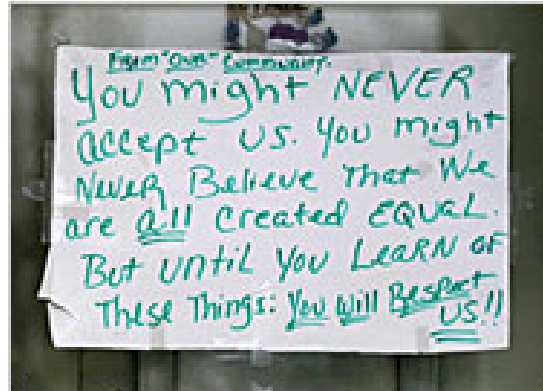 From "Our" Community.
You might NEVER
accept us. you might
Never Believe that We
are all created EQUAL.
But until you Learn of
These Things: You Will Respect
US!!